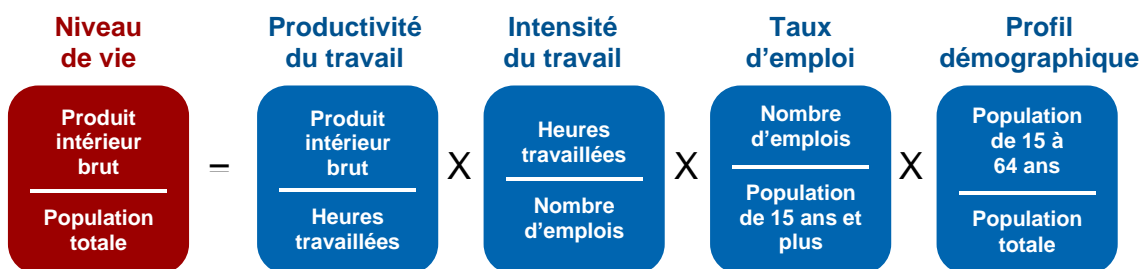 Niveau
de vie
Productivité
du travail
Intensité
du travail
Taux
d’emploi
Profil
démographique
Produit
intérieur
brut
Population
totale
=
Produit
intérieur
brut
Heures
travaillées
X
Heures
travaillées
Nombre
d’emplois
X
Nombre
d’emplois
Population
de 15 ans et
plus
X
Population
de 15 à
64 ans
Population
totale